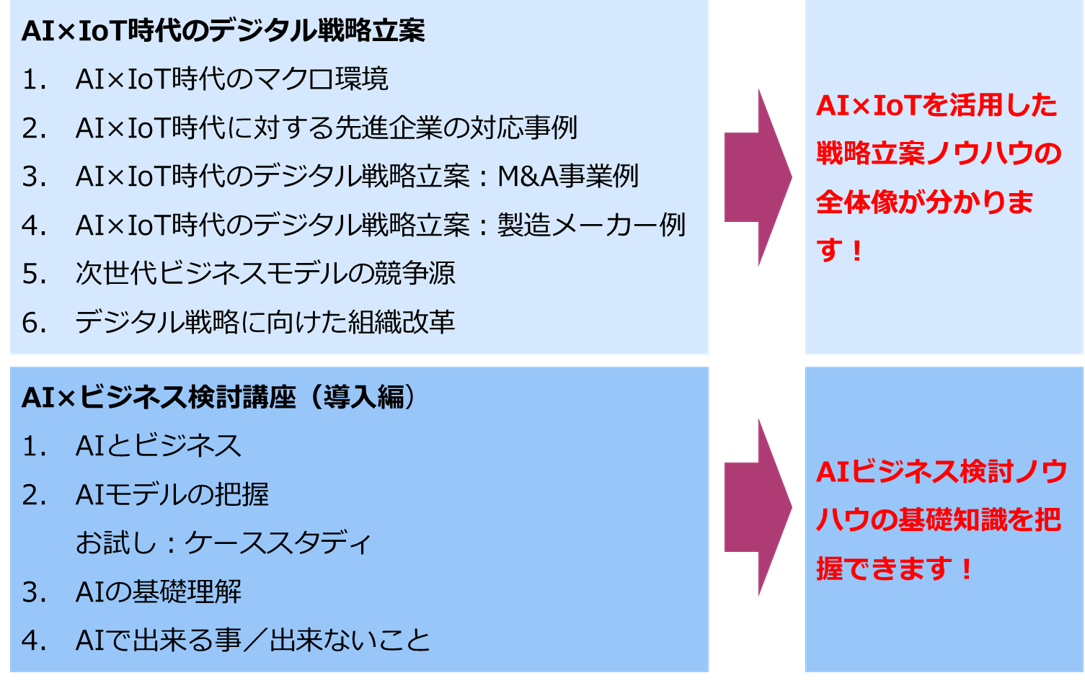 AI×IoT時代のデジタル戦略立案
1. AI×IoT時代のマクロ環境
2. AI×IoT時代に対する先進企業の対応事例
3. AI×IoT時代のデジタル戦略立案：M&A事業例
4. AI×IoT時代のデジタル戦略立案：製造メーカー例
5. 次世代ビジネスモデルの競争源
6. デジタル戦略に向けた組織改革
AI×IoTを活用した
戦略立案ノウハウの
全体像が分かりま
す！
AI×ビジネス検討講座（導入編）
1. AIとビジネス
2. AIモデルの把握
お試し：ケーススタディ
3. AIの基礎理解
4. AIで出来る事／出来ないこと
AIビジネス検討ノウ
ハウの基礎知識を把
握できます！